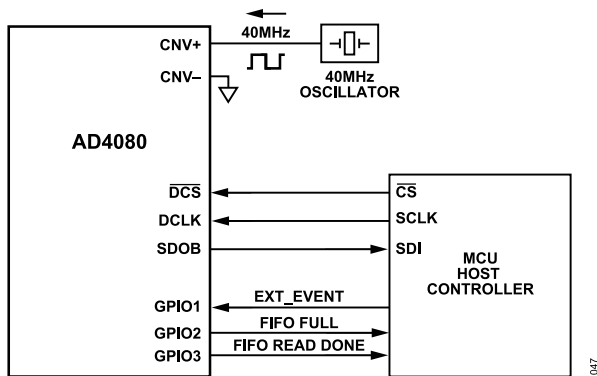 CNV+
40MHz
CNV–
40MHz
OSCILLATOR
AD4080
DCS
CS
DCLK
SCLK
SDOB
SDI
MCU
HOST
CONTROLLER
GPIO1
EXT_EVENT
GPIO2
FIFO FULL
GPIO3
FIFO READ DONE
047